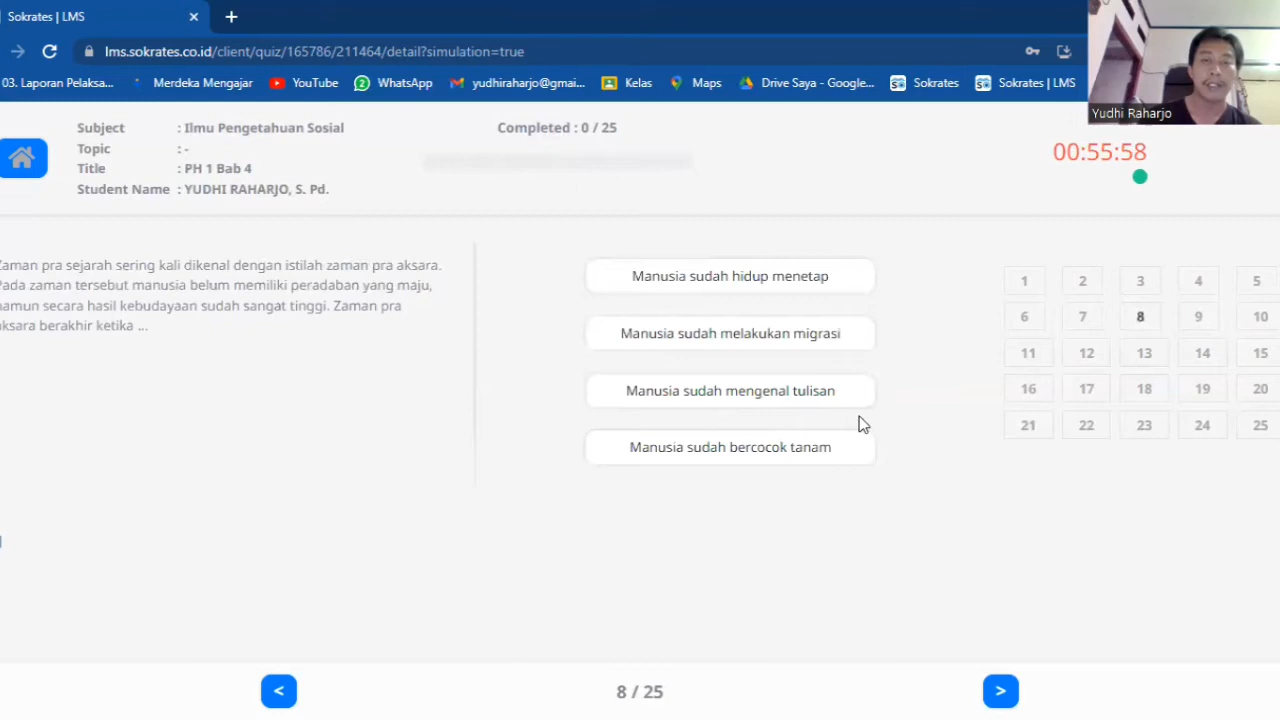 Sokrates | LMS
lms.sokrates.co.id/client/quiz/165786/211464/detail?simulation=true
03. Laporan Pelaksa...
Merdeka Mengajar
YouTube
WhatsApp
yudhiraharjo@gmai...
Kelas
Maps
Drive Saya - Google...
Sokrates
Sokrates | LMS
Yudhi Raharjo
Subject : Ilmu Pengetahuan Sosial
Completed : 0 / 25
Topic : -
Title : PH 1 Bab 4
Student Name : YUDHI RAHARJO, S. Pd.
00:55:58
Zaman pra sejarah sering kali dikenal dengan istilah zaman pra aksara.
Pada zaman tersebut manusia belum memiliki peradaban yang maju,
namun secara hasil kebudayaan sudah sangat tinggi. Zaman pra
aksara berakhir ketika ...
Manusia sudah hidup menetap
Manusia sudah melakukan migrasi
Manusia sudah mengenal tulisan
Manusia sudah bercocok tanam
1 2 3 4 5
6 7 8 9 10
11 12 13 14 15
16 17 18 19 20
21 22 23 24 25
< 8 / 25 >